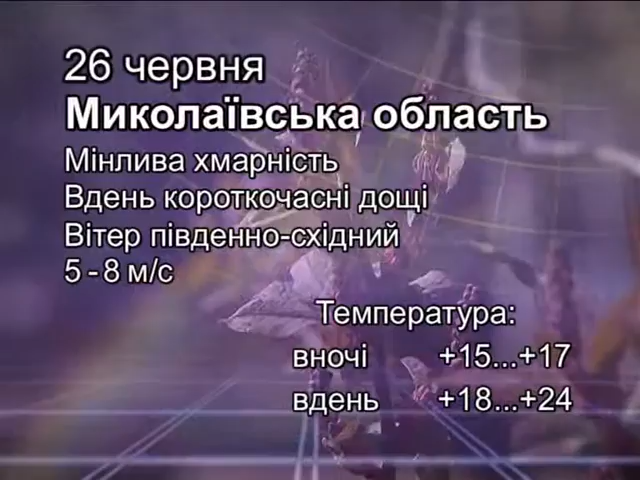 26 червня
Миколаївська область
Мінлива хмарність
Вдень короткочасні дощі
Вітер південно-східний
5 - 8 м/с
Температура:
вночі +15...+17
вдень +18...+24